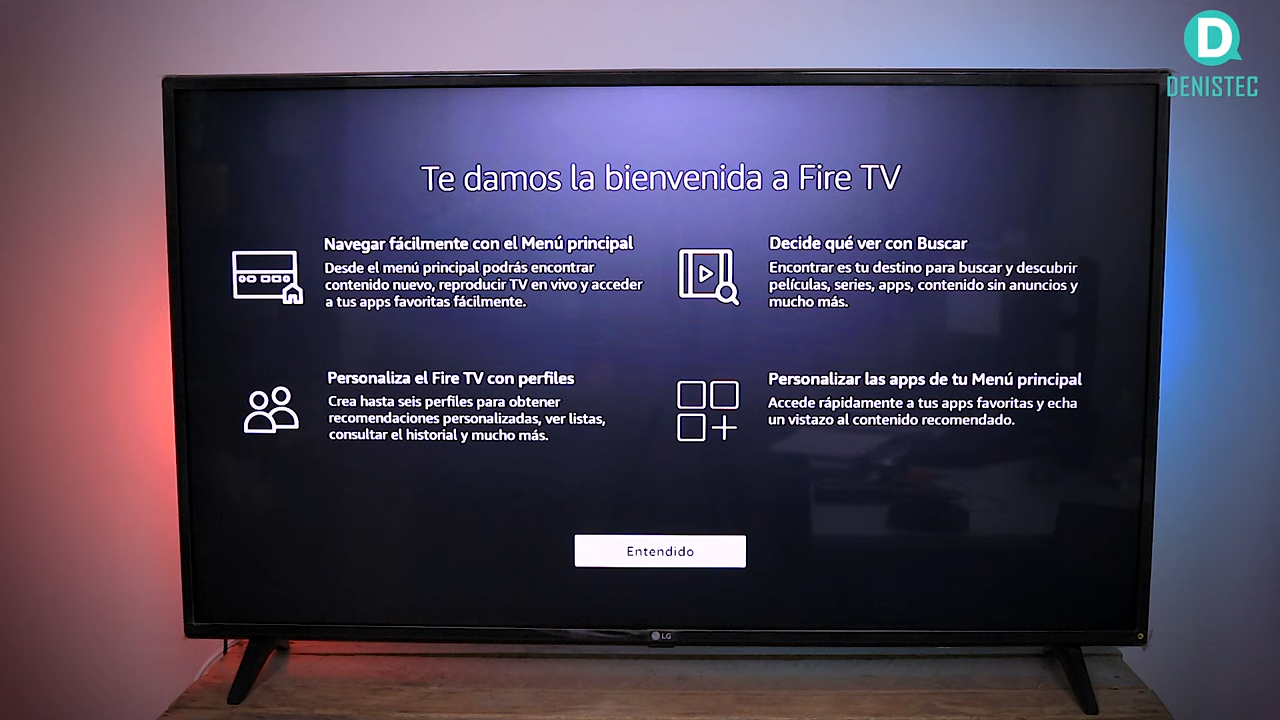 D
DENISTEC
Te damos la bienvenida a Fire TV
Navegar fácilmente con el Menú principal
Desde el menú principal podrás encontrar
contenido nuevo, reproducir TV en vivo y acceder
a tus apps favoritas fácilmente.
Decide qué ver con Buscar
Encontrar es tu destino para buscar y descubrir
películas, series, apps, contenido sin anuncios y
mucho más.
Personaliza el Fire TV con perfiles
Crea hasta seis perfiles para obtener
recomendaciones personalizadas, ver listas,
consultar el historial y mucho más.
Personalizar las apps de tu Menú principal
Accede rápidamente a tus apps favoritas y echa
un vistazo al contenido recomendado.
Entendido
LG